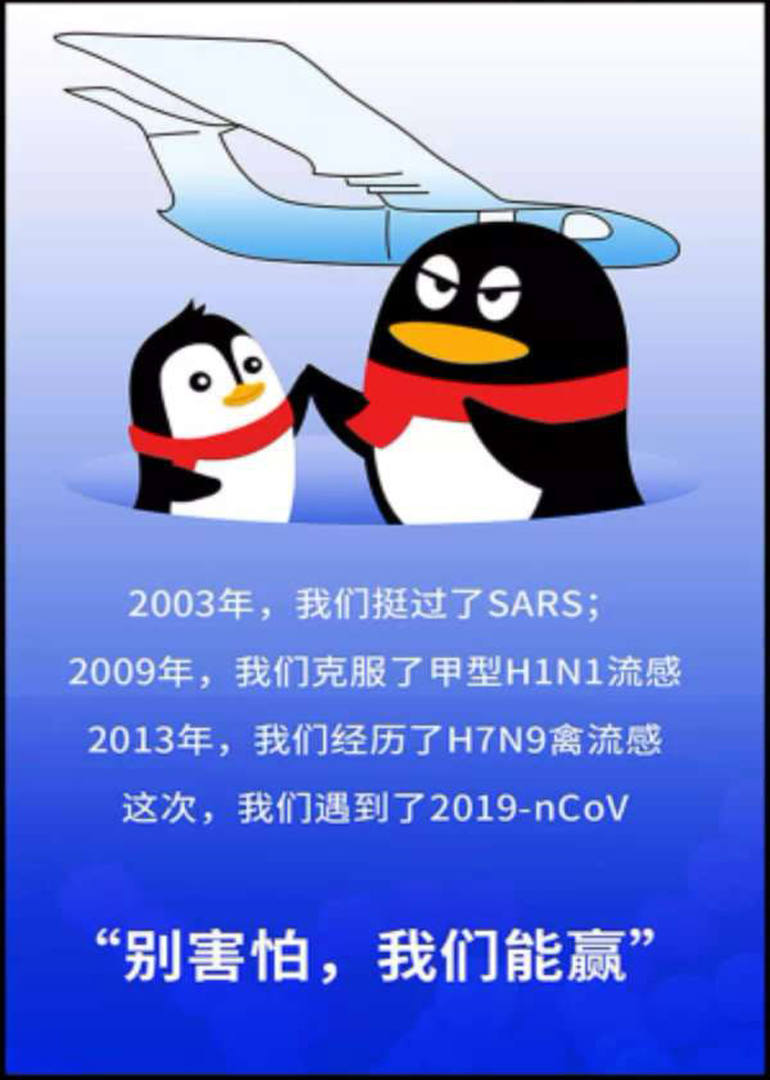 2003年，我们挺过了SARS；
2009年，我们克服了甲型H1N1流感
2013年，我们经历了H7N9禽流感
这次，我们遇到了2019-nCoV
“别害怕，我们能赢”